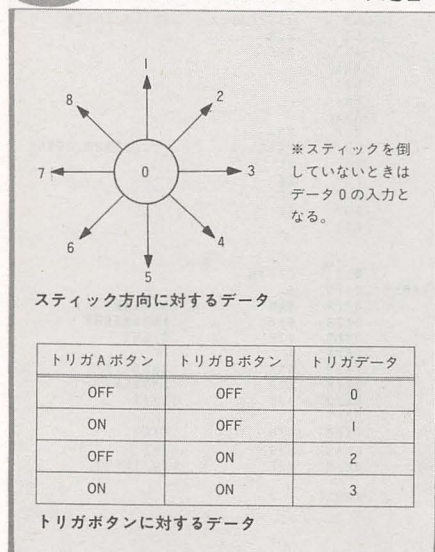 1
8
2
7
0
3
6
4
5
※スティックを倒
していないときは
データ0の入力と
なる。
スティック方向に対するデータ
トリガAボタン トリガBボタン トリガデータ
OFF OFF 0
ON OFF 1
OFF ON 2
ON ON 3
トリガボタンに対するデータ